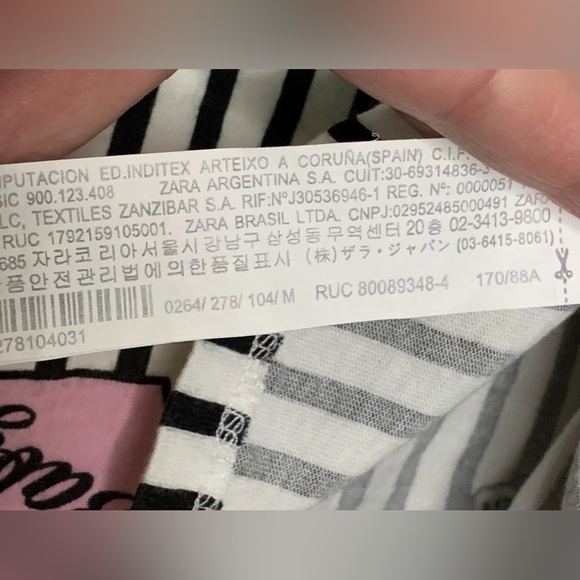 IPUTACION ED.INDITEX ARTEIXO A CORUÑA(SPAIN) C.I.F.
SIC 900.123.408 ZARA ARGENTINA S.A. CUIT:30-69314836-3
LC, TEXTILES ZANZIBAR S.A. RIF:NºJ30536946-1 REG. Nº: 0000051
RUC 1792159105001. ZARA BRASIL LTDA. CNPJ:02952485000491 ZARA
685 자라코리아서울시강남구삼성동무역센터 20층 02-3413-9800
품안전관리법에의한품질표시 (株)ザラ・ジャパン (03-6415-8061)
0264/ 278/ 104/ M RUC 80089348-4 170/88A
278104031